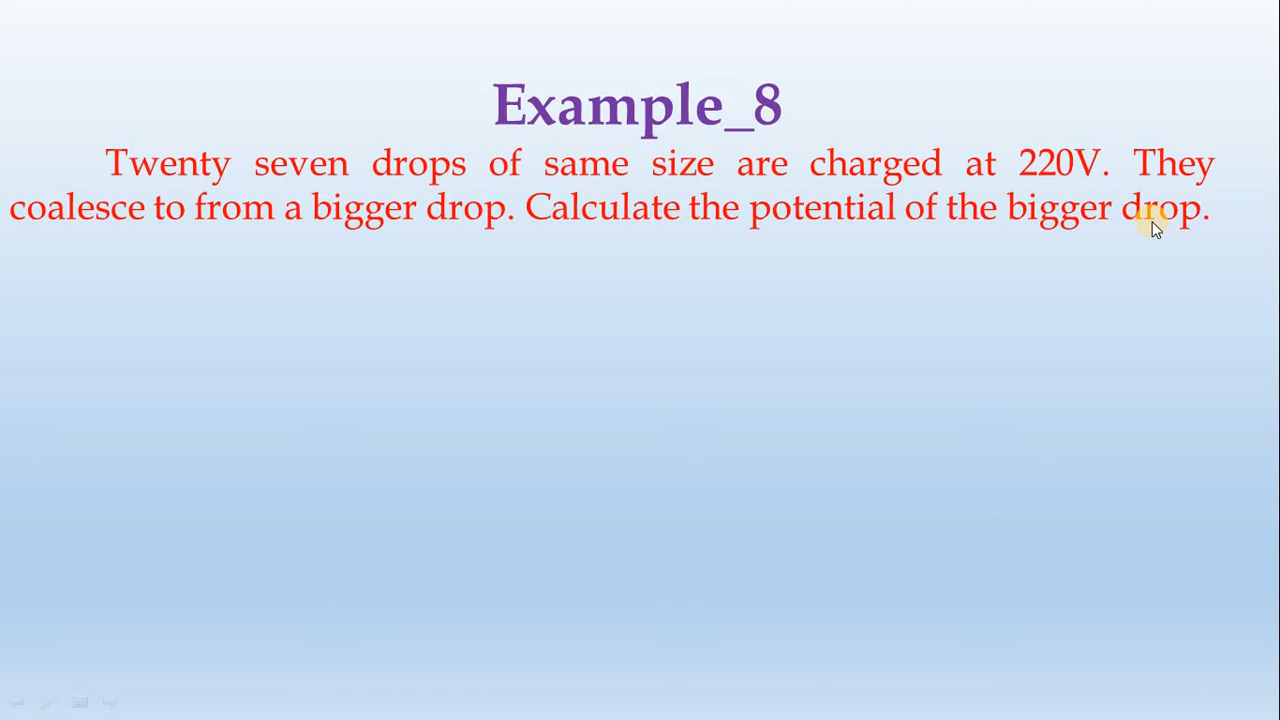 Example_8
Twenty seven drops of same size are charged at 220V. They
coalesce to from a bigger drop. Calculate the potential of the bigger drop.